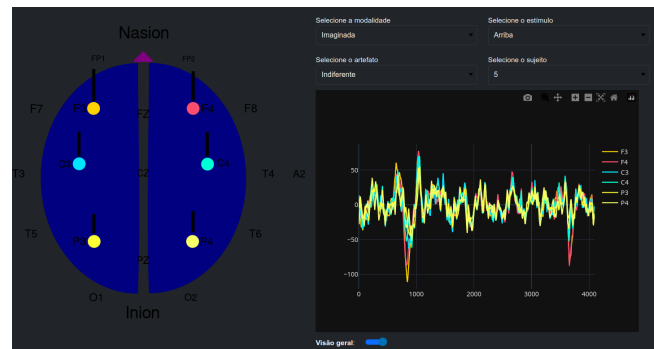 Nasion
FP1
FP2
F7
F3
FZ
F4
F8
T3
C3
CZ
C4
T4
A2
T5
P3
PZ
P4
T6
O1
O2
Inion
Selecione a modalidade
Selecione o estímulo
Imaginada
Arriba
Selecione o artefato
Selecione o sujeito
Indiferente
5
F3
F4
C3
C4
P3
P4
50
0
−50
−100
0
1000
2000
3000
4000
Visão geral: